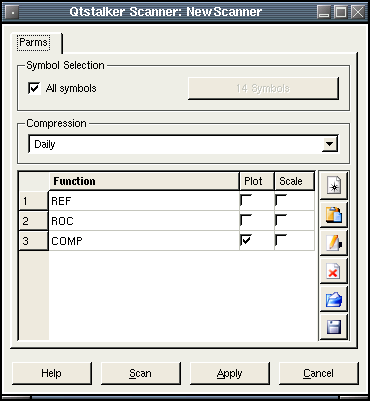 Qtstalker Scanner: NewScanner
Parms
Symbol Selection
All symbols
14 Symbols
Compression
Daily
Function Plot Scale
1 REF
2 ROC
3 COMP
Help Scan Apply Cancel